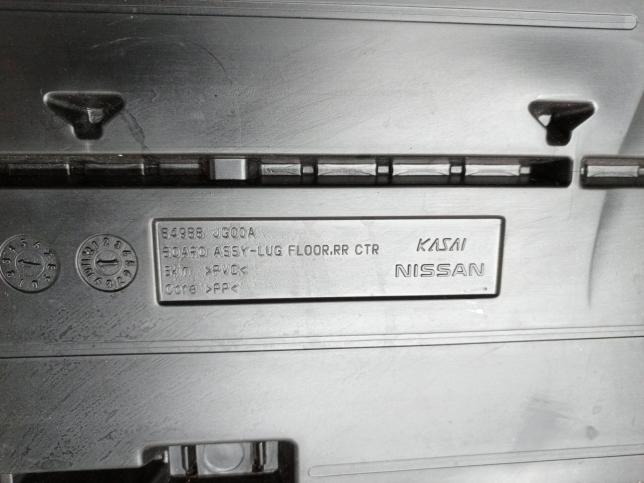 84988 JG00A
BOARD ASSY-LUG FLOOR,RR CTR
Skin >PVC<
Core >PP<
KASAI
NISSAN